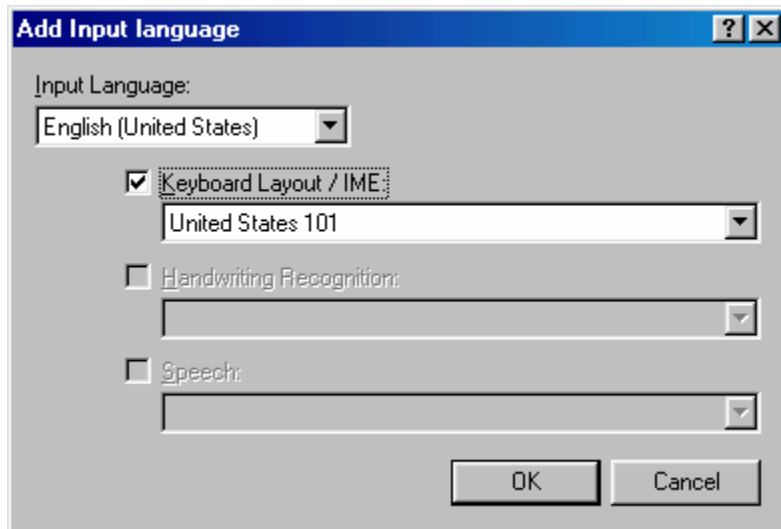 Add Input language
Input Language:
English (United States)
Keyboard Layout / IME:
United States 101
Handwriting Recognition:
Speech:
OK Cancel